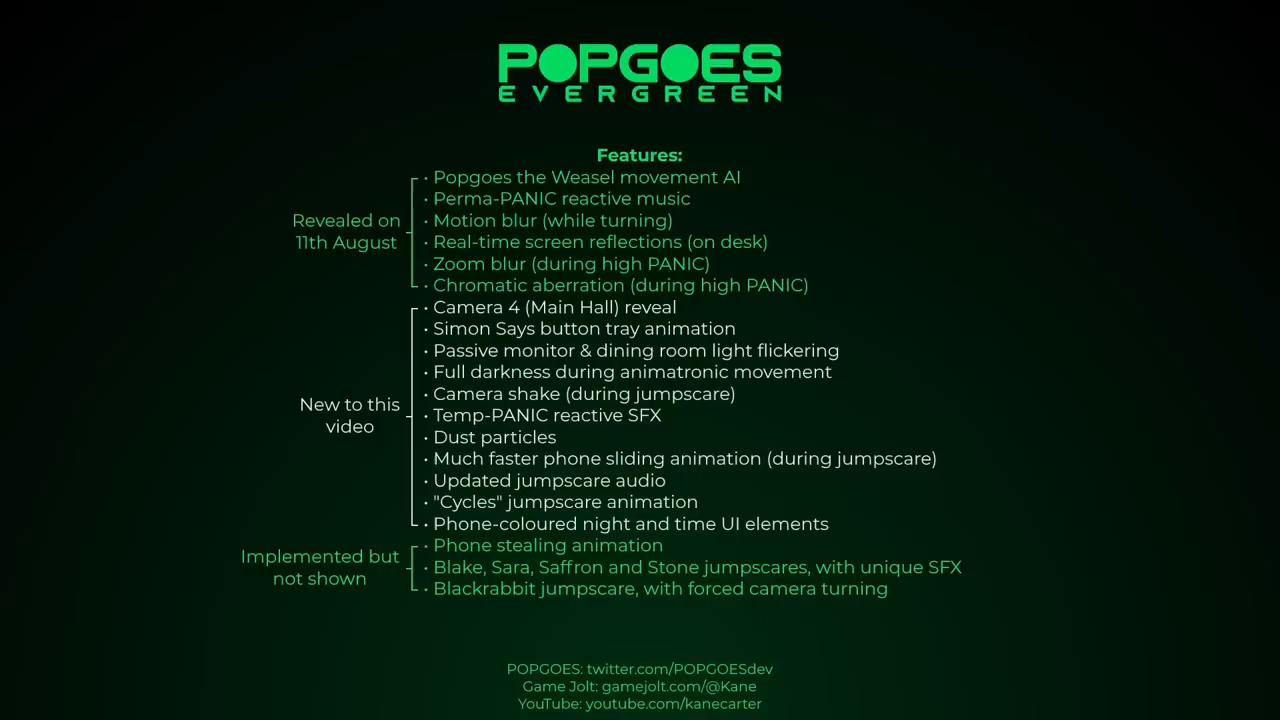 POPGOES
EVERGREEN
Features:
Revealed on
11th August
· Popgoes the Weasel movement AI
· Perma-PANIC reactive music
· Motion blur (while turning)
· Real-time screen reflections (on desk)
· Zoom blur (during high PANIC)
· Chromatic aberration (during high PANIC)
New to this
video
· Camera 4 (Main Hall) reveal
· Simon Says button tray animation
· Passive monitor & dining room light flickering
· Full darkness during animatronic movement
· Camera shake (during jumpscare)
· Temp-PANIC reactive SFX
· Dust particles
· Much faster phone sliding animation (during jumpscare)
· Updated jumpscare audio
· "Cycles" jumpscare animation
· Phone-coloured night and time UI elements
Implemented but
not shown
· Phone stealing animation
· Blake, Sara, Saffron and Stone jumpscares, with unique SFX
· Blackrabbit jumpscare, with forced camera turning
POPGOES: twitter.com/POPGOESdev
Game Jolt: gamejolt.com/@Kane
YouTube: youtube.com/kanecarter